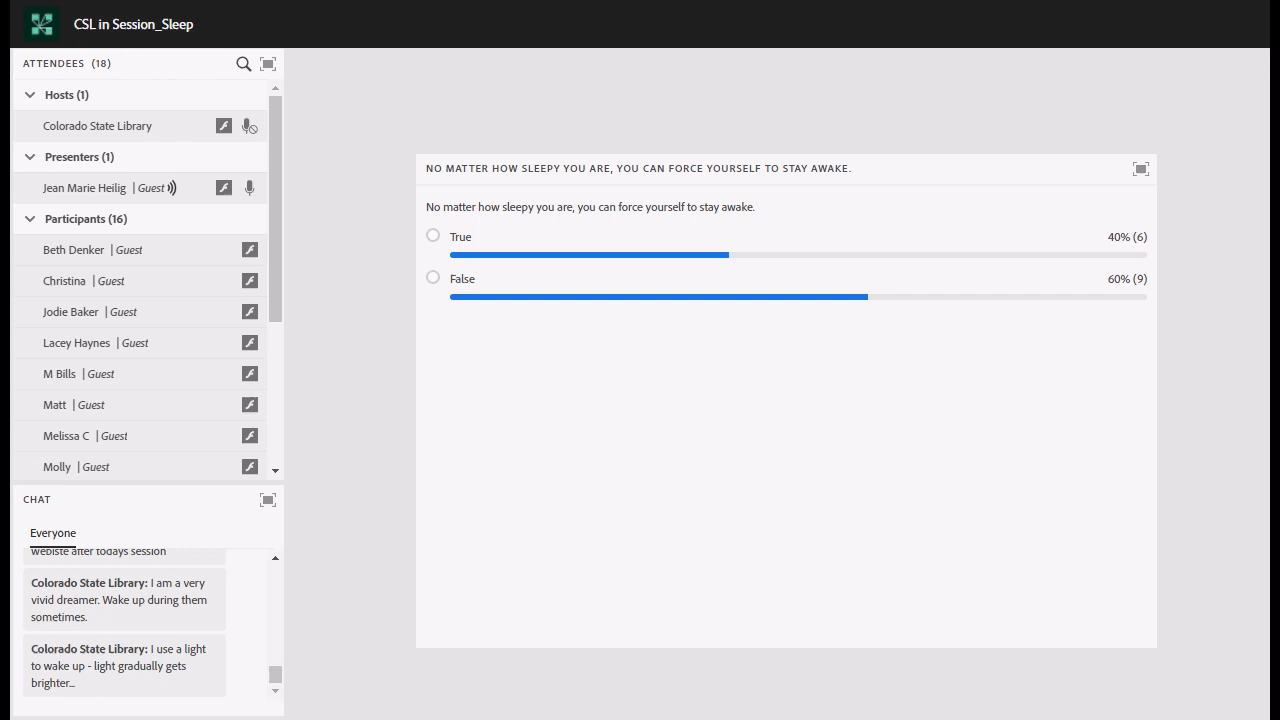 CSL in Session_Sleep
ATTENDEES (18)
Hosts (1)
Colorado State Library
Presenters (1)
Jean Marie Heilig | Guest
Participants (16)
Beth Denker | Guest
Christina | Guest
Jodie Baker | Guest
Lacey Haynes | Guest
M Bills | Guest
Matt | Guest
Melissa C | Guest
Molly | Guest
CHAT
Everyone
webiste after todays session
Colorado State Library: I am a very
vivid dreamer. Wake up during them
sometimes.
Colorado State Library: I use a light
to wake up - light gradually gets
brighter...
NO MATTER HOW SLEEPY YOU ARE, YOU CAN FORCE YOURSELF TO STAY AWAKE.
No matter how sleepy you are, you can force yourself to stay awake.
True 40% (6)
False 60% (9)